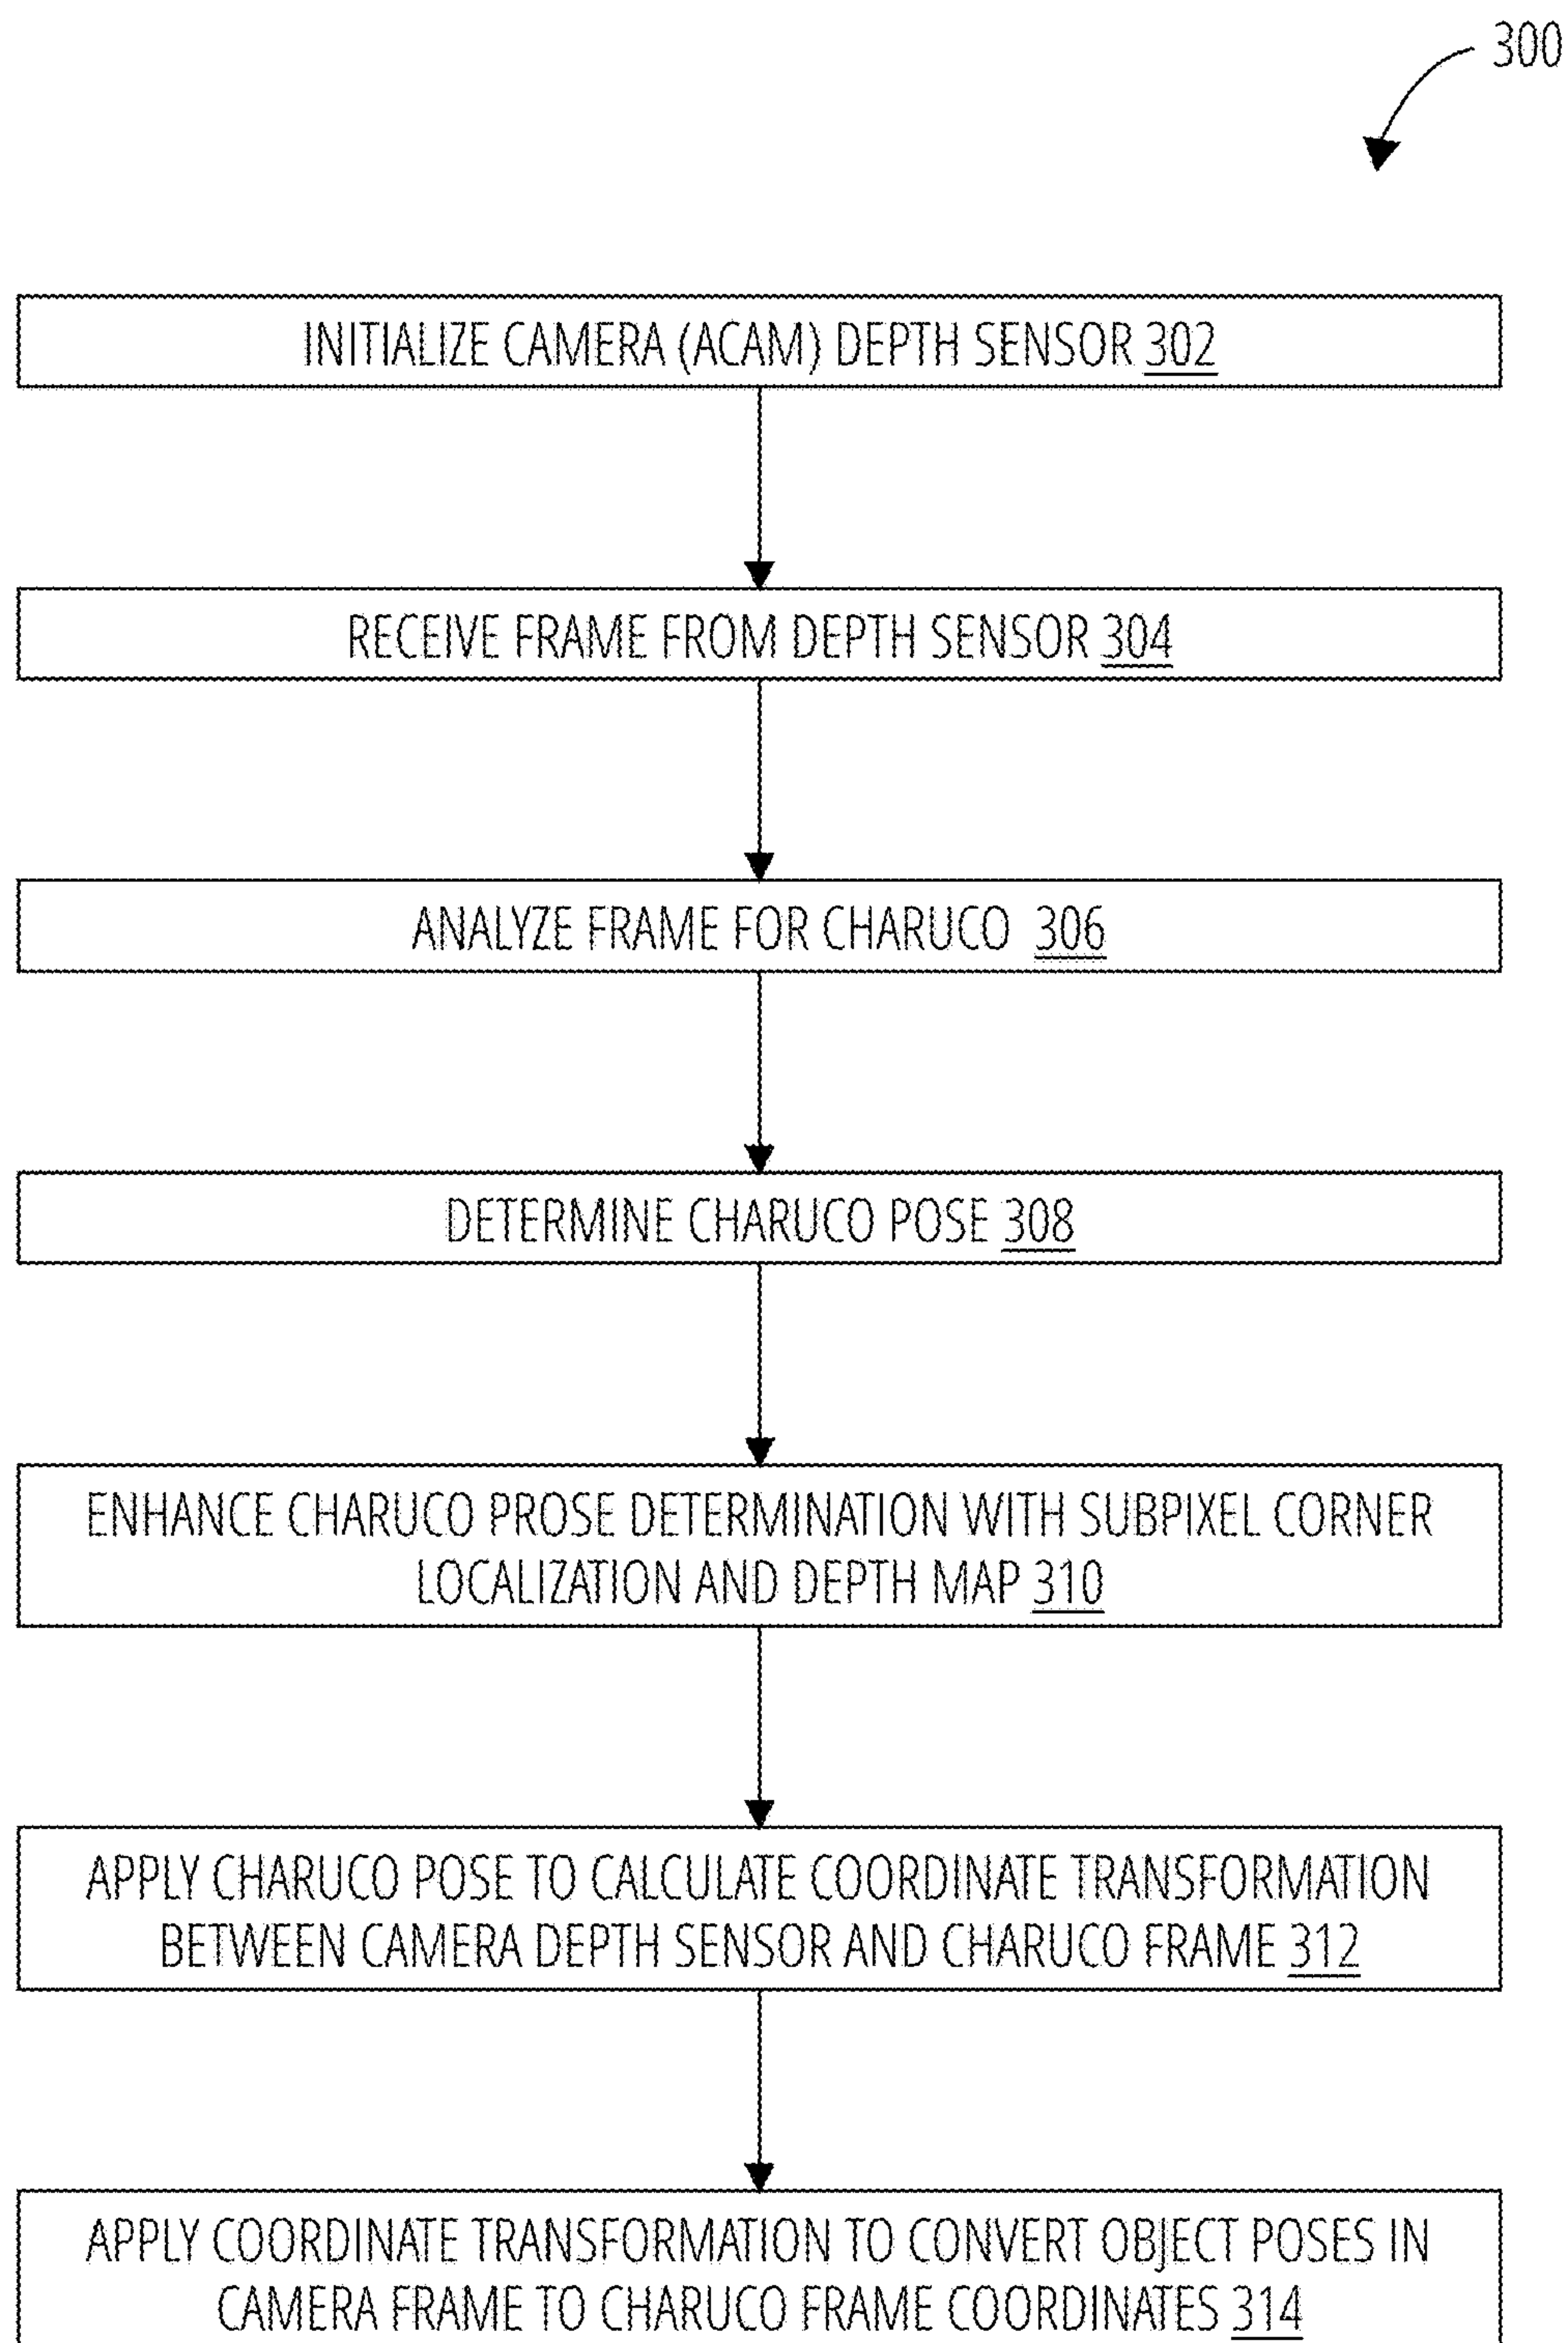 300
INITIALIZE CAMERA (ACAM) DEPTH SENSOR 302
RECEIVE FRAME FROM DEPTH SENSOR 304
ANALYZE FRAME FOR CHARUCO 306
DETERMINE CHARUCO POSE 308
ENHANCE CHARUCO PROSE DETERMINATION WITH SUBPIXEL CORNER
LOCALIZATION AND DEPTH MAP 310
APPLY CHARUCO POSE TO CALCULATE COORDINATE TRANSFORMATION
BETWEEN CAMERA DEPTH SENSOR AND CHARUCO FRAME 312
APPLY COORDINATE TRANSFORMATION TO CONVERT OBJECT POSES IN
CAMERA FRAME TO CHARUCO FRAME COORDINATES 314